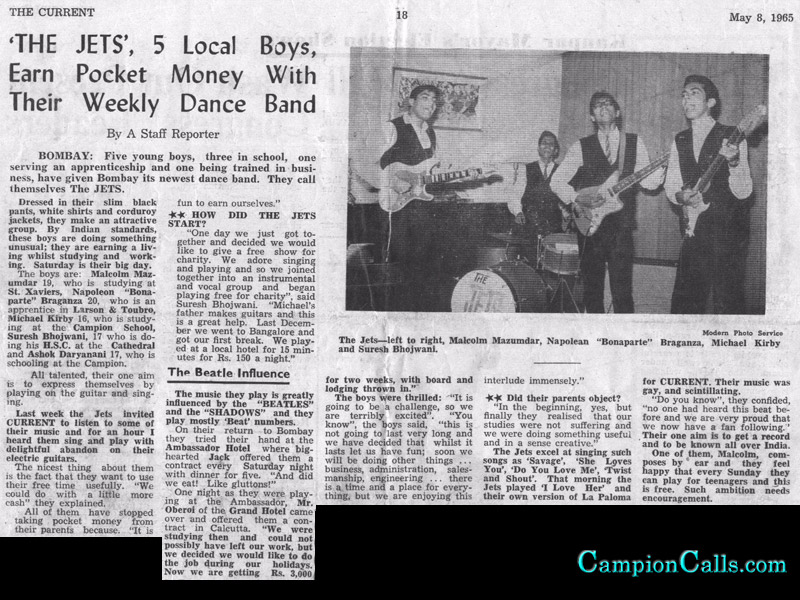 THE CURRENT
18
May 8, 1965
'THE JETS', 5 Local Boys,
Earn Pocket Money With
Their Weekly Dance Band
By A Staff Reporter
BOMBAY: Five young boys, three in school, one
serving an apprenticeship and one being trained in busi-
ness, have given Bombay its newest dance band. They call
themselves The JETS.
Dressed in their slim black
pants, white shirts and corduroy
jackets, they make an attractive
group. By Indian standards,
these boys are doing something
unusual; they are earning a liv-
ing whilst studying and work-
ing. Saturday is their big day.
The boys are: Malcolm Maz-
umdar 19, who is studying at
St. Xaviers, Napoleon "Bona-
parte" Braganza 20, who is an
apprentice in Larson & Toubro,
Michael Kirby 16, who is study-
ing at the Campion School,
Suresh Bhojwani, 17 who is do-
ing his H.S.C. at the Cathedral
and Ashok Daryanani 17, who is
schooling at the Campion.
All talented, their one aim
is to express themselves by
playing on the guitar and sing-
ing.
Last week the Jets invited
CURRENT to listen to some of
their music and for an hour I
heard them sing and play with
delightful abandon on their
electric guitars.
The nicest thing about them
is the fact that they want to use
their free time usefully. "We
could do with a little more
cash" they explained.
All of them have stopped
taking pocket money from
their parents because. "It is
fun to earn ourselves."
★★ HOW DID THE JETS
START?
"One day we just got to-
gether and decided we would
like to give a free show for
charity. We adore singing
and playing and so we joined
together into an instrumental
and vocal group and began
playing free for charity", said
Suresh Bhojwani. "Michael's
father makes guitars and this
is a great help. Last Decem-
ber we went to Bangalore and
got our first break. We play-
ed at a local hotel for 15 min-
utes for Rs. 150 a night."
The Beatle Influence
The music they play is greatly
influenced by the "BEATLES"
and the "SHADOWS" and they
play mostly 'Beat' numbers.
On their return to Bombay
they tried their hand at the
Ambassador Hotel where big-
hearted Jack offered them a
contract every Saturday night
with dinner for five. "And did
we eat! Like gluttons!"
One night as they were play-
ing at the Ambassador, Mr.
Oberoi of the Grand Hotel came
over and offered them a con-
tract in Calcutta. "We were
studying then and could not
possibly have left our work, but
we decided we would like to do
the job during our holidays.
Now we are getting Rs. 3,000
THE
JETS
Modern Photo Service
The Jets—left to right, Malcolm Mazumdar, Napolean "Bonaparte" Braganza, Michael Kirby
and Suresh Bhojwani.
for two weeks, with board and
lodging thrown in."
The boys were thrilled: "It is
going to be a challenge, so we
are terribly excited". "You
know", the boys said, "this is
not going to last very long and
we have decided that whilst it
lasts let us have fun; soon we
will be doing other things ...
business, administration, sales-
manship, engineering ... there
is a time and a place for every-
thing, but we are enjoying this
interlude immensely."
★★ Did their parents object?
"In the beginning, yes, but
finally they realised that our
studies were not suffering and
we were doing something useful
and in a sense creative."
The Jets excel at singing such
songs as 'Savage', 'She Loves
You', 'Do You Love Me', 'Twist
and Shout'. That morning the
Jets played 'I Love Her' and
their own version of La Paloma
for CURRENT. Their music was
gay, and scintillating.
"Do you know", they confided,
"no one had heard this beat be-
fore and we are very proud that
we now have a fan following."
Their one aim is to get a record
and to be known all over India.
One of them, Malcolm, com-
poses by ear and they feel
happy that every Sunday they
can play for teenagers and this
is free. Such ambition needs
encouragement.
CampionCalls.com